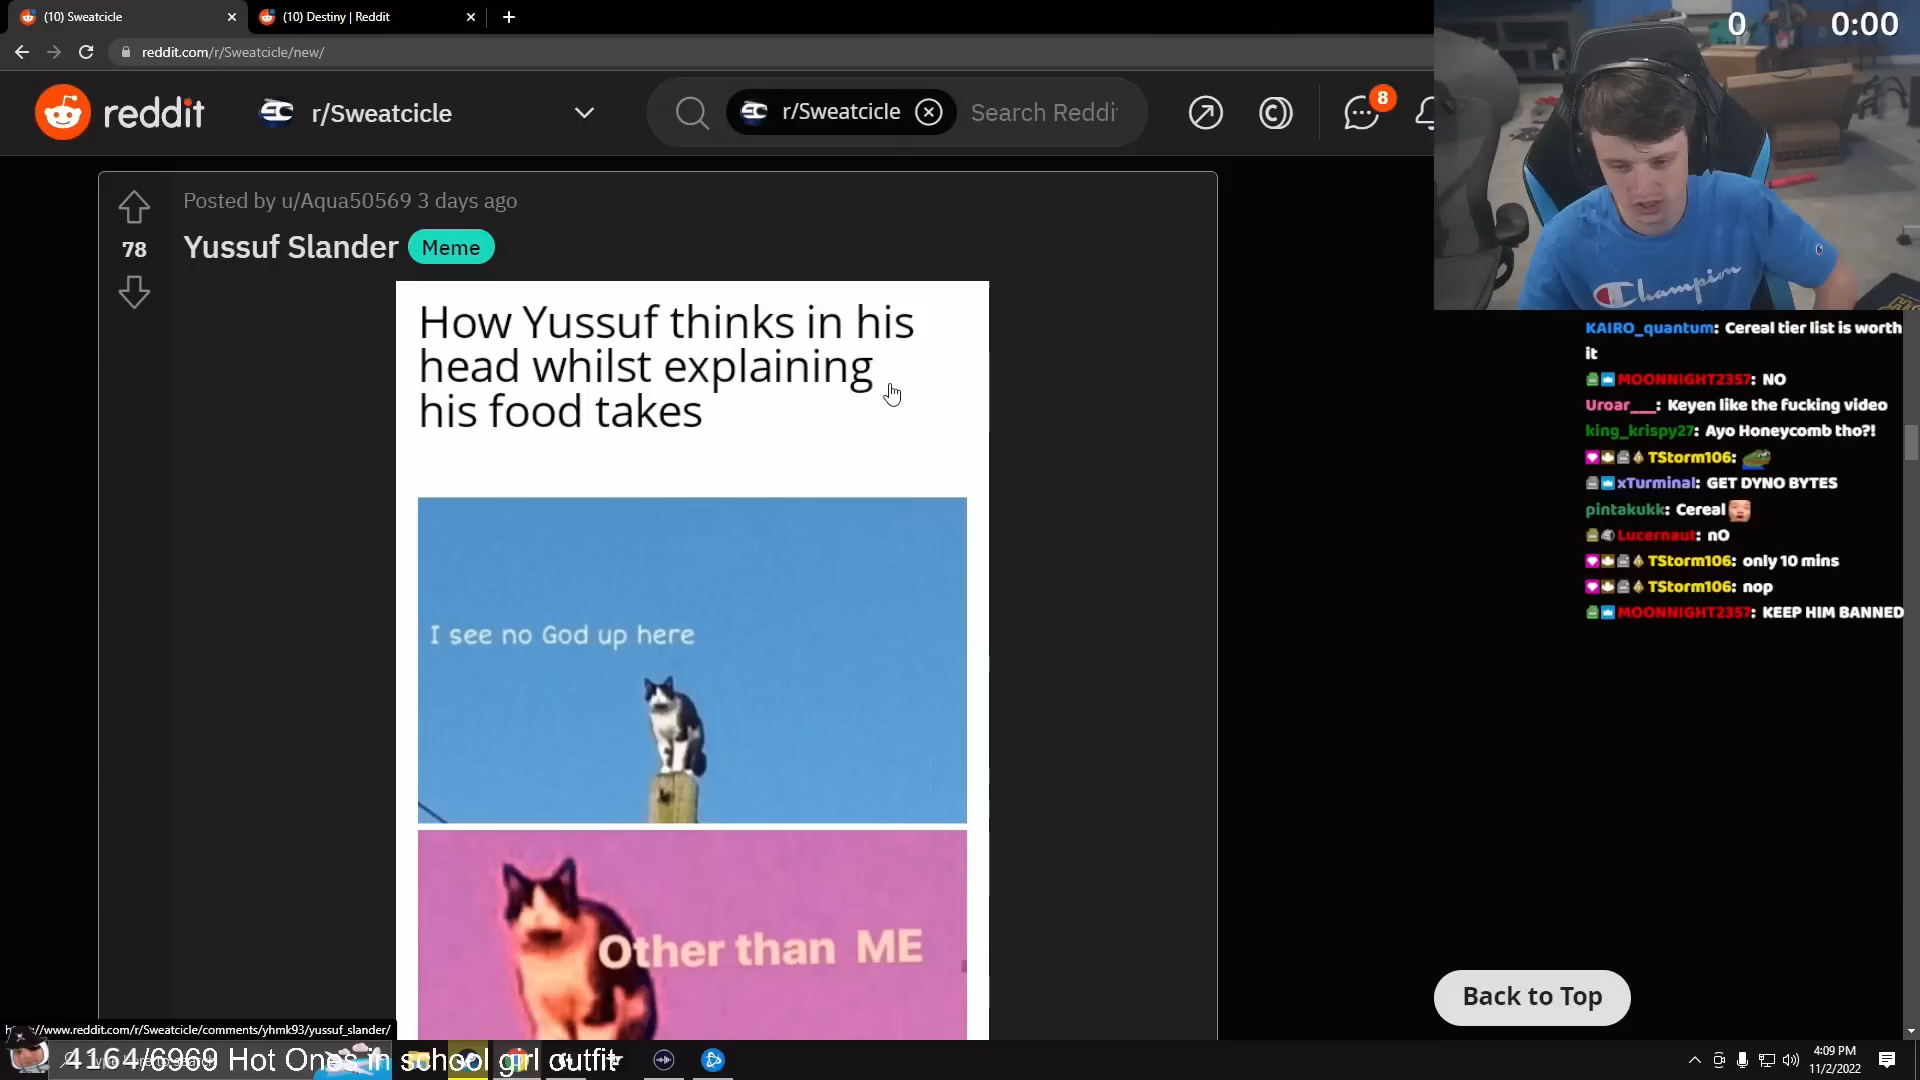 (10) Sweatcicle
(10) Destiny | Reddit
reddit.com/r/Sweatcicle/new/
0 0:00
reddit
r/Sweatcicle
r/Sweatcicle
Search Reddi
8
Posted by u/Aqua50569 3 days ago
78
Yussuf Slander Meme
How Yussuf thinks in his
head whilst explaining
his food takes
I see no God up here
Other than ME
Champion
KAIRO_quantum: Cereal tier list is worth
it
MOONNIGHT2357: NO
Uroar___: Keyen like the fucking video
king_krispy27: Ayo Honeycomb tho?!
TStorm106:
xTurminal: GET DYNO BYTES
pintakukk: Cereal
Lucernaut: nO
TStorm106: only 10 mins
TStorm106: nop
MOONNIGHT2357: KEEP HIM BANNED
Back to Top
www.reddit.com/r/Sweatcicle/comments/yhmk93/yussuf_slander/
4164/6969 Hot Ones in school girl outfit
4:09 PM
11/2/2022